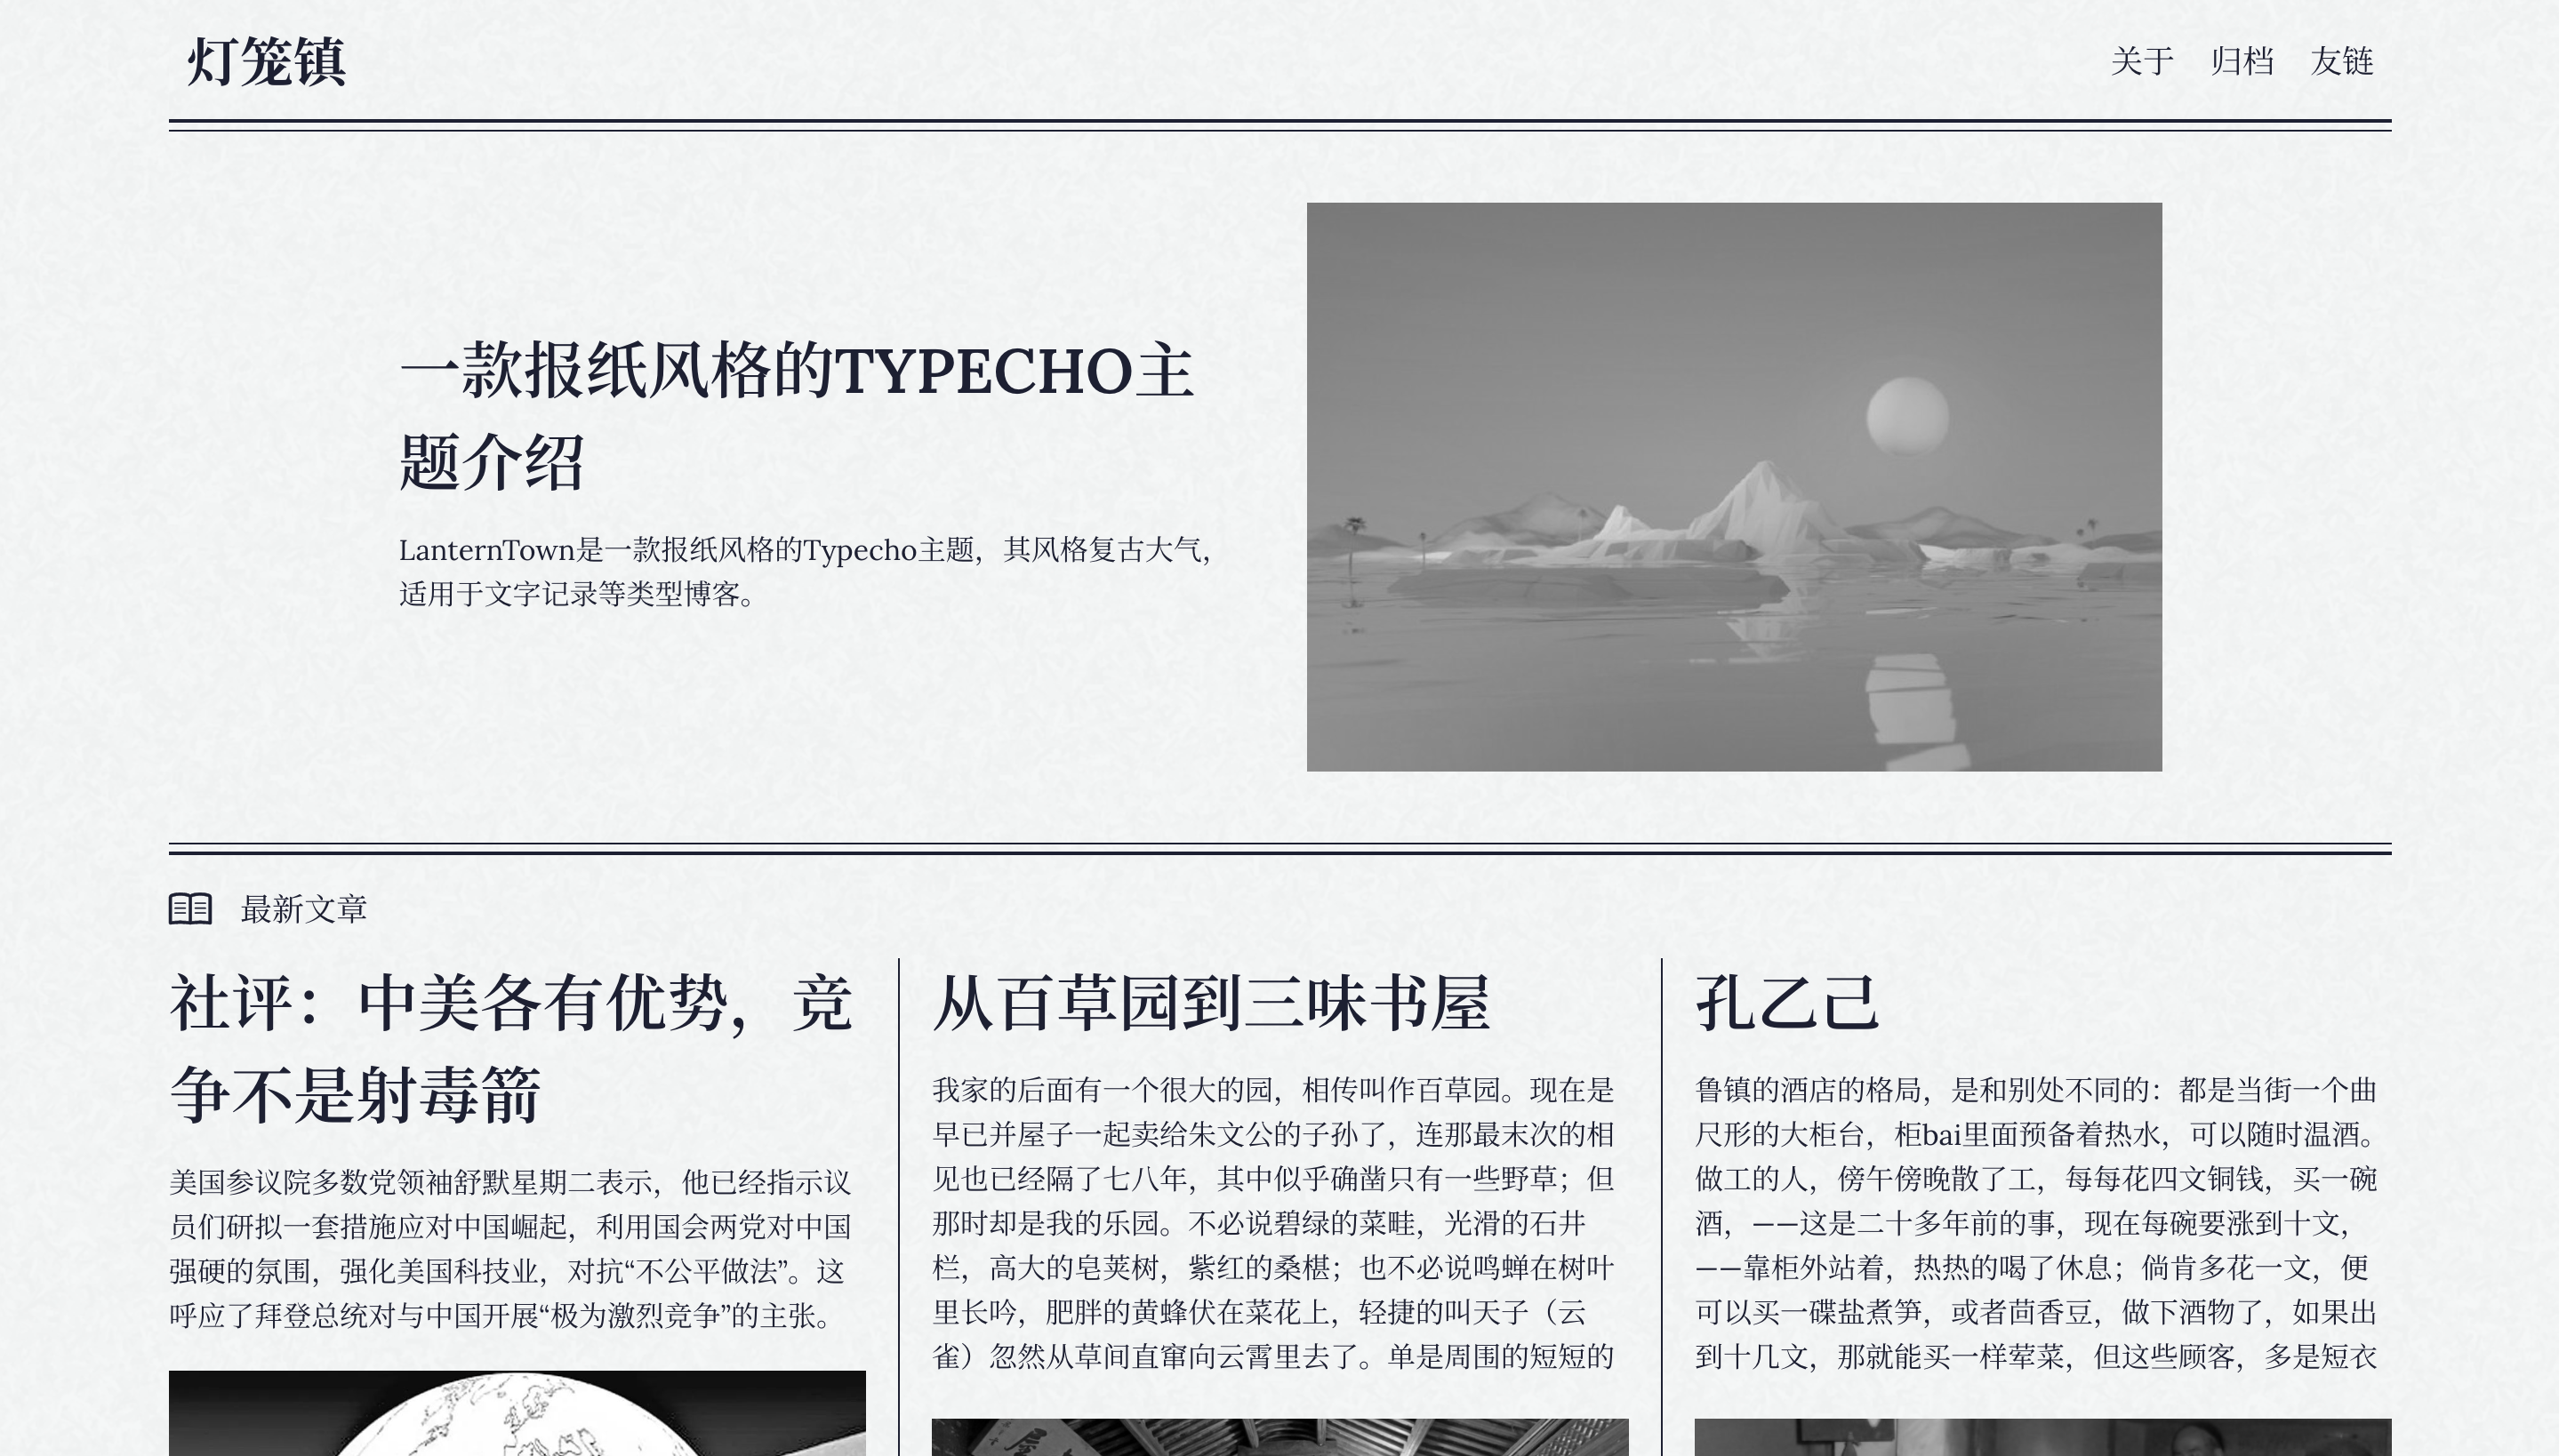 灯笼镇
关于 归档 友链
一款报纸风格的TYPECHO主
题介绍
LanternTown是一款报纸风格的Typecho主题，其风格复古大气，
适用于文字记录等类型博客。
最新文章
社评：中美各有优势，竞
争不是射毒箭
美国参议院多数党领袖舒默星期二表示，他已经指示议
员们研拟一套措施应对中国崛起，利用国会两党对中国
强硬的氛围，强化美国科技业，对抗“不公平做法”。这
呼应了拜登总统对与中国开展“极为激烈竞争”的主张。
从百草园到三味书屋
我家的后面有一个很大的园，相传叫作百草园。现在是
早已并屋子一起卖给朱文公的子孙了，连那最末次的相
见也已经隔了七八年，其中似乎确凿只有一些野草；但
那时却是我的乐园。不必说碧绿的菜畦，光滑的石井
栏，高大的皂荚树，紫红的桑椹；也不必说鸣蝉在树叶
里长吟，肥胖的黄蜂伏在菜花上，轻捷的叫天子（云
雀）忽然从草间直窜向云霄里去了。单是周围的短短的
孔乙己
鲁镇的酒店的格局，是和别处不同的：都是当街一个曲
尺形的大柜台，柜bai里面预备着热水，可以随时温酒。
做工的人，傍午傍晚散了工，每每花四文铜钱，买一碗
酒，——这是二十多年前的事，现在每碗要涨到十文，
——靠柜外站着，热热的喝了休息；倘肯多花一文，便
可以买一碟盐煮笋，或者茴香豆，做下酒物了，如果出
到十几文，那就能买一样荤菜，但这些顾客，多是短衣